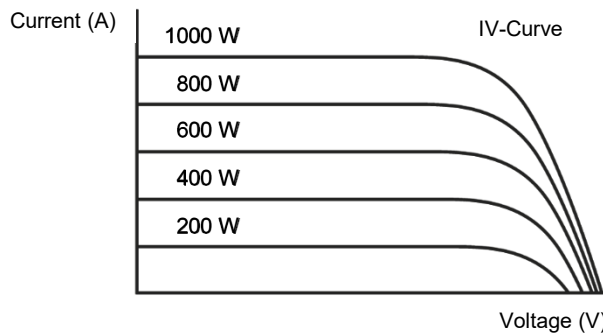 Current (A)
IV-Curve
1000 W
800 W
600 W
400 W
200 W
Voltage (V)